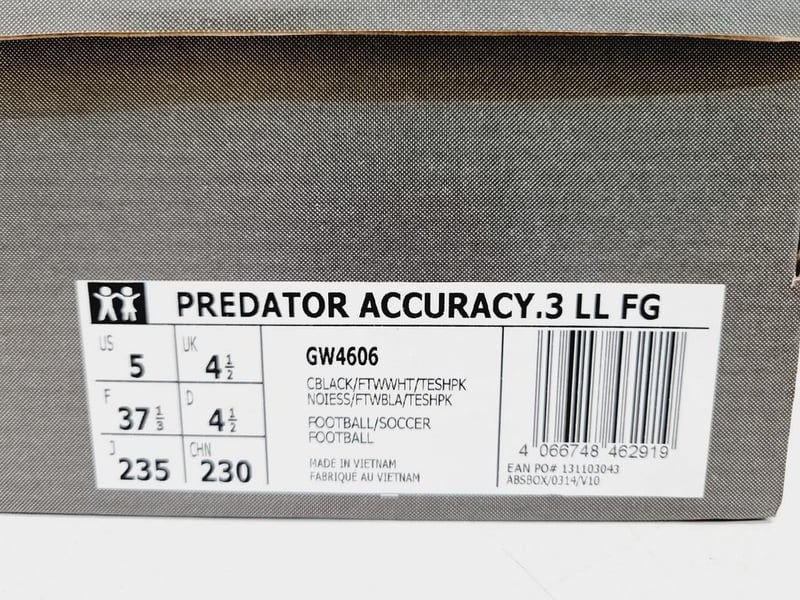 PREDATOR ACCURACY.3 LL FG
US 5 UK 4 1/2
F 37 1/3 D 4 1/2
J 235 CHN 230
GW4606
CBLACK/FTWWHT/TESHPK
NOIESS/FTWBLA/TESHPK
FOOTBALL/SOCCER
FOOTBALL
MADE IN VIETNAM
FABRIQUÉ AU VIETNAM
4 066748 462919
EAN PO# 131103043
ABSBOX/0314/V10